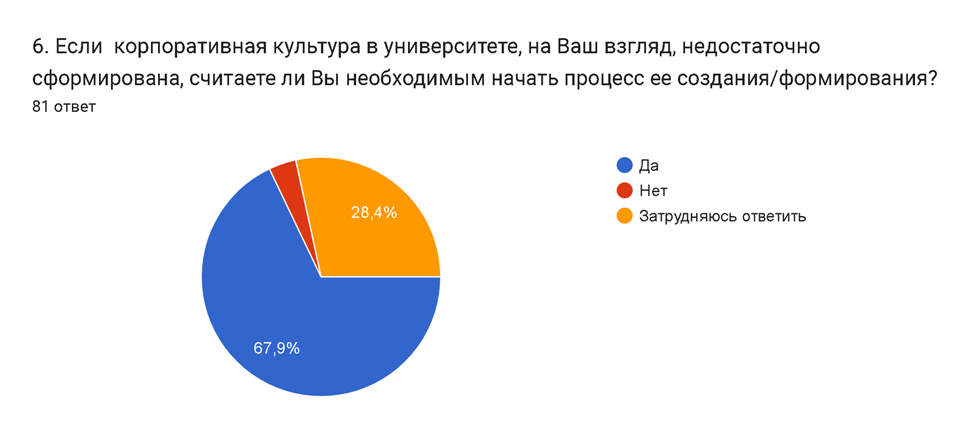 6. Если  корпоративная культура в университете, на Ваш взгляд, недостаточно
сформирована, считаете ли Вы необходимым начать процесс ее создания/формирования?
81 ответ
Да
Нет
Затрудняюсь ответить
28,4%
67,9%